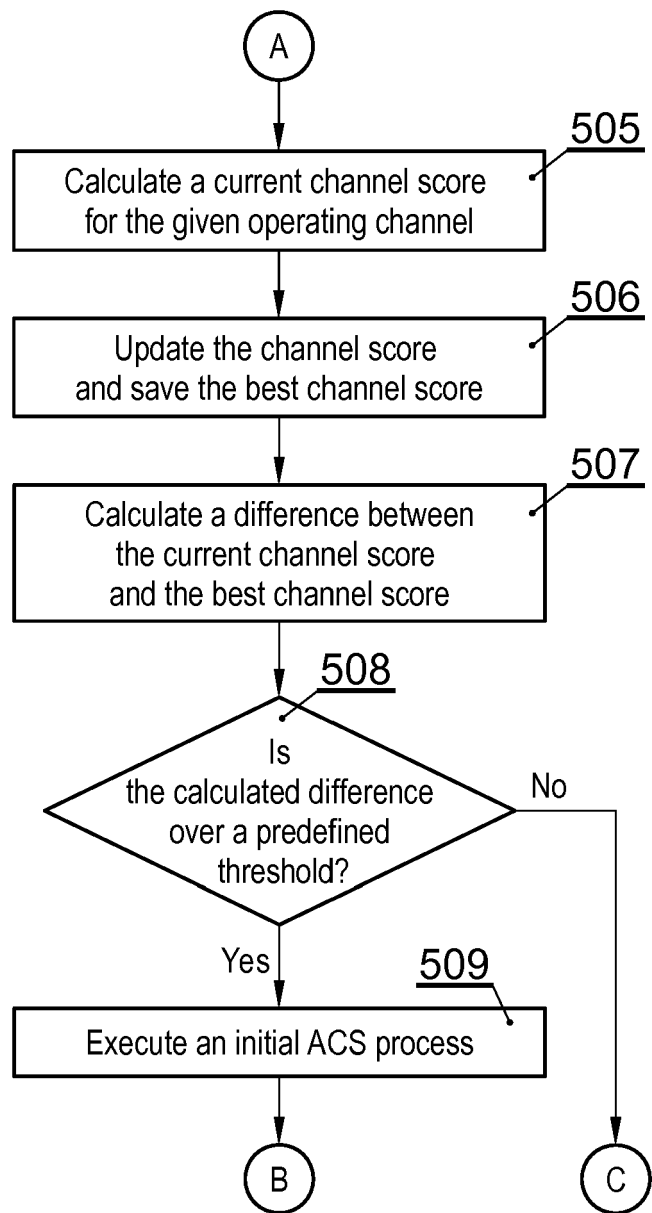 A
505
Calculate a current channel score
for the given operating channel
506
Update the channel score
and save the best channel score
507
Calculate a difference between
the current channel score
and the best channel score
508
Is
the calculated difference
over a predefined
threshold?
No
Yes
509
Execute an initial ACS process
B
C